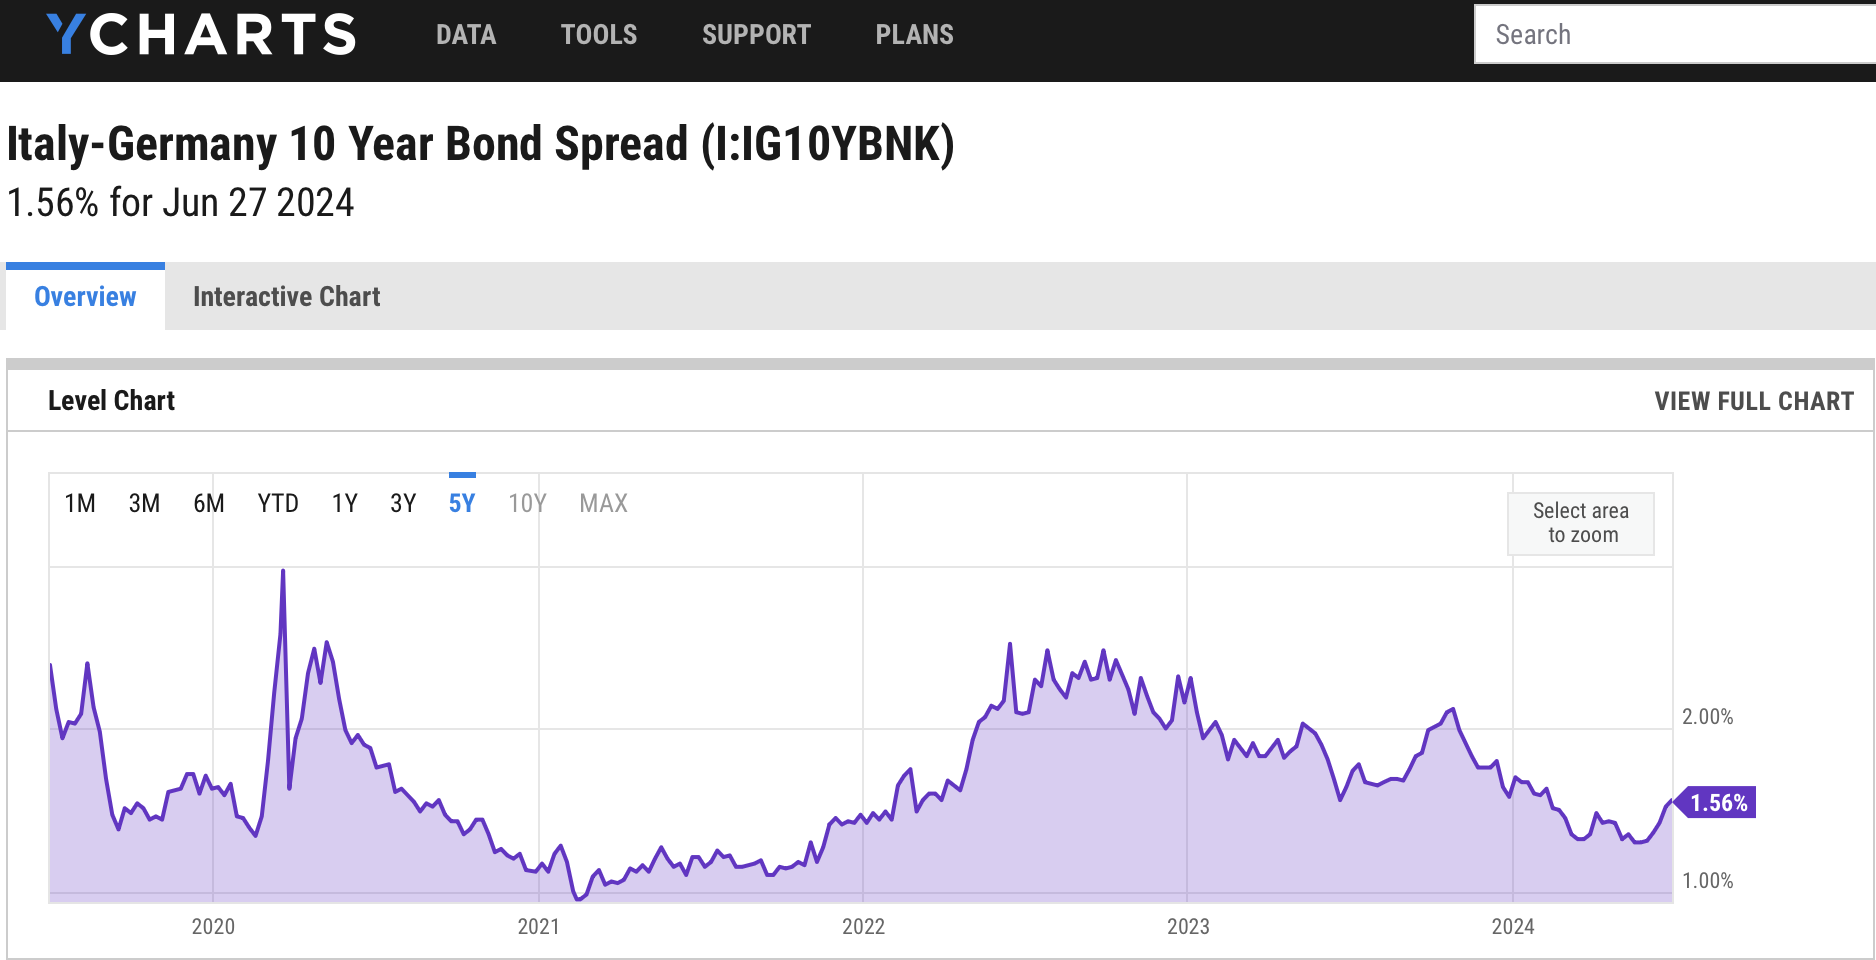 YCHARTS
DATA TOOLS SUPPORT PLANS
Search
Italy-Germany 10 Year Bond Spread (I:IG10YBNK)
1.56% for Jun 27 2024
Overview Interactive Chart
Level Chart
VIEW FULL CHART
1M 3M 6M YTD 1Y 3Y 5Y 10Y MAX
Select area
to zoom
2.00%
1.56%
1.00%
2020 2021 2022 2023 2024